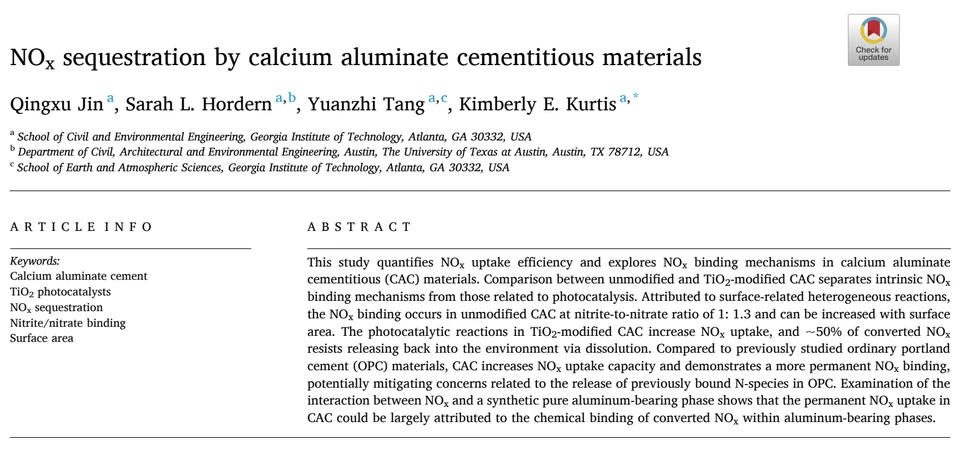 Check for
updates
NOₓ sequestration by calcium aluminate cementitious materials
Qingxu Jin ᵃ, Sarah L. Hordern ᵃ,ᵇ, Yuanzhi Tang ᵃ,ᶜ, Kimberly E. Kurtis ᵃ,*
ᵃ School of Civil and Environmental Engineering, Georgia Institute of Technology, Atlanta, GA 30332, USA
ᵇ Department of Civil, Architectural and Environmental Engineering, Austin, The University of Texas at Austin, Austin, TX 78712, USA
ᶜ School of Earth and Atmospheric Sciences, Georgia Institute of Technology, Atlanta, GA 30332, USA
ARTICLE INFO
Keywords:
Calcium aluminate cement
TiO₂ photocatalysts
NOₓ sequestration
Nitrite/nitrate binding
Surface area
ABSTRACT
This study quantifies NOₓ uptake efficiency and explores NOₓ binding mechanisms in calcium aluminate
cementitious (CAC) materials. Comparison between unmodified and TiO₂-modified CAC separates intrinsic NOₓ
binding mechanisms from those related to photocatalysis. Attributed to surface-related heterogeneous reactions,
the NOₓ binding occurs in unmodified CAC at nitrite-to-nitrate ratio of 1: 1.3 and can be increased with surface
area. The photocatalytic reactions in TiO₂-modified CAC increase NOₓ uptake, and ~50% of converted NOₓ
resists releasing back into the environment via dissolution. Compared to previously studied ordinary portland
cement (OPC) materials, CAC increases NOₓ uptake capacity and demonstrates a more permanent NOₓ binding,
potentially mitigating concerns related to the release of previously bound N-species in OPC. Examination of the
interaction between NOₓ and a synthetic pure aluminum-bearing phase shows that the permanent NOₓ uptake in
CAC could be largely attributed to the chemical binding of converted NOₓ within aluminum-bearing phases.